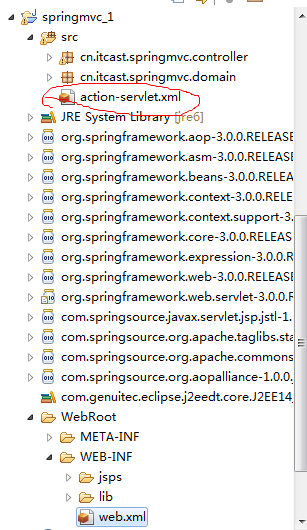 springmvc_1
src
cn.itcast.springmvc.controller
cn.itcast.springmvc.domain
action-servlet.xml
JRE System Library [jre6]
org.springframework.aop-3.0.0.RELEASE
org.springframework.asm-3.0.0.RELEASE
org.springframework.beans-3.0.0.RELEAS
org.springframework.context-3.0.0.RELE
org.springframework.context.support-3.
org.springframework.core-3.0.0.RELEAS
org.springframework.expression-3.0.0.R
org.springframework.web-3.0.0.RELEASE
org.springframework.web.servlet-3.0.0.R
com.springsource.javax.servlet.jsp.jstl-1.
com.springsource.org.apache.taglibs.sta
com.springsource.org.apache.commons
com.springsource.org.aopalliance-1.0.0.
com.genuitec.eclipse.j2eedt.core.J2EE14_
WebRoot
META-INF
WEB-INF
jsps
lib
web.xml